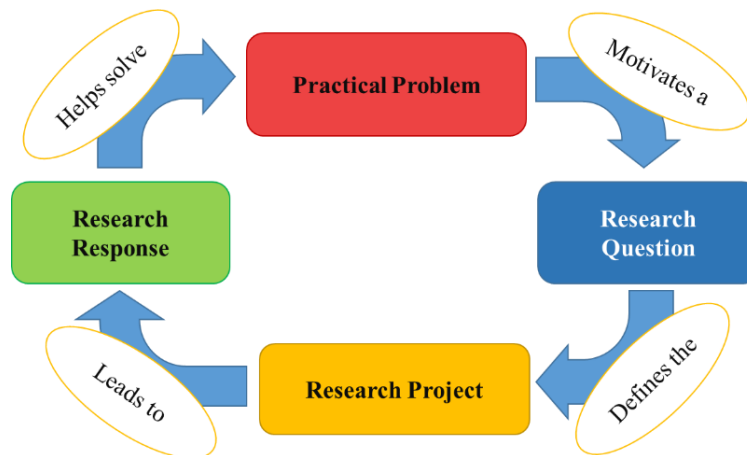 Practical Problem
Motivates a
Research
Question
Defines the
Research Project
Leads to
Research
Response
Helps solve